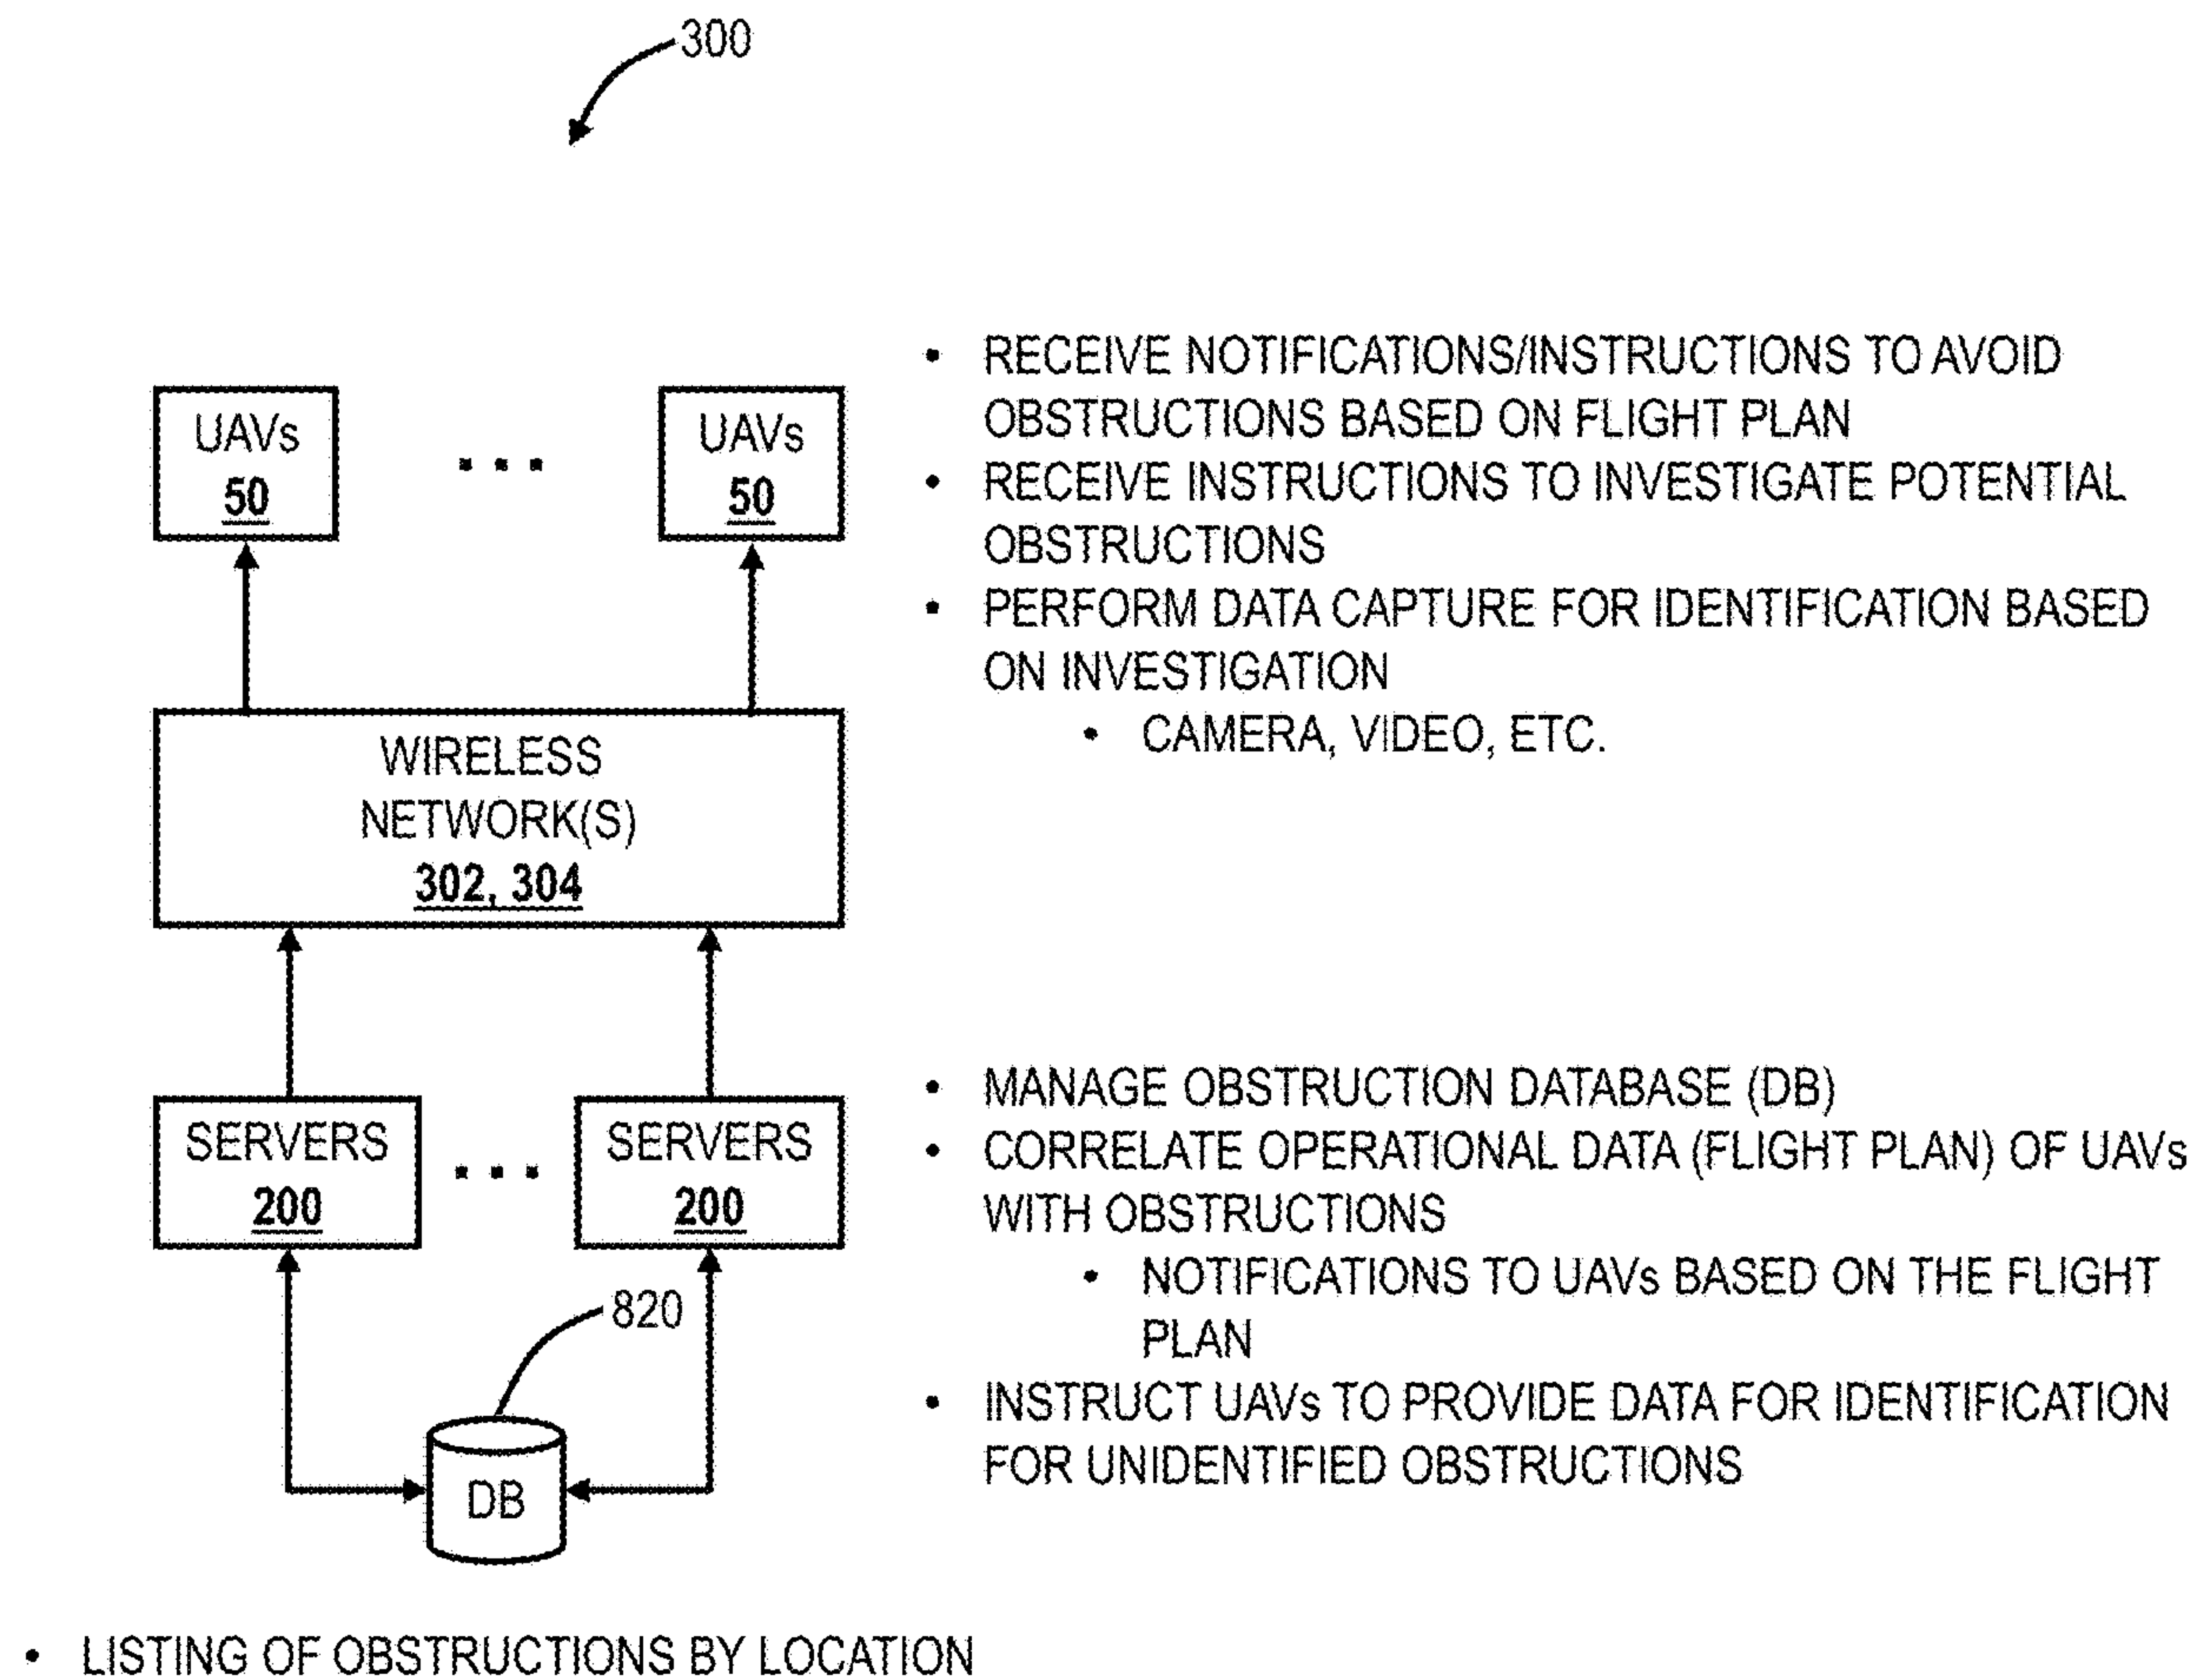 300
UAVs
50
...
UAVs
50
• RECEIVE NOTIFICATIONS/INSTRUCTIONS TO AVOID
OBSTRUCTIONS BASED ON FLIGHT PLAN
• RECEIVE INSTRUCTIONS TO INVESTIGATE POTENTIAL
OBSTRUCTIONS
• PERFORM DATA CAPTURE FOR IDENTIFICATION BASED
ON INVESTIGATION
• CAMERA, VIDEO, ETC.
WIRELESS
NETWORK(S)
302, 304
SERVERS
200
...
SERVERS
200
• MANAGE OBSTRUCTION DATABASE (DB)
• CORRELATE OPERATIONAL DATA (FLIGHT PLAN) OF UAVs
WITH OBSTRUCTIONS
• NOTIFICATIONS TO UAVs BASED ON THE FLIGHT
PLAN
• INSTRUCT UAVs TO PROVIDE DATA FOR IDENTIFICATION
FOR UNIDENTIFIED OBSTRUCTIONS
820
DB
• LISTING OF OBSTRUCTIONS BY LOCATION